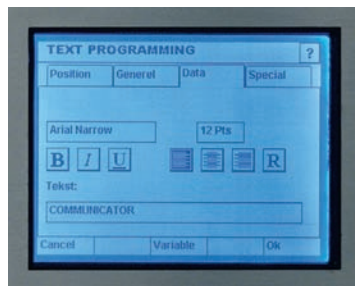 TEXT PROGRAMMING ?
Position Generel Data Special
Arial Narrow 12 Pts
B I U R
Tekst:
COMMUNICATOR
Cancel Variable Ok